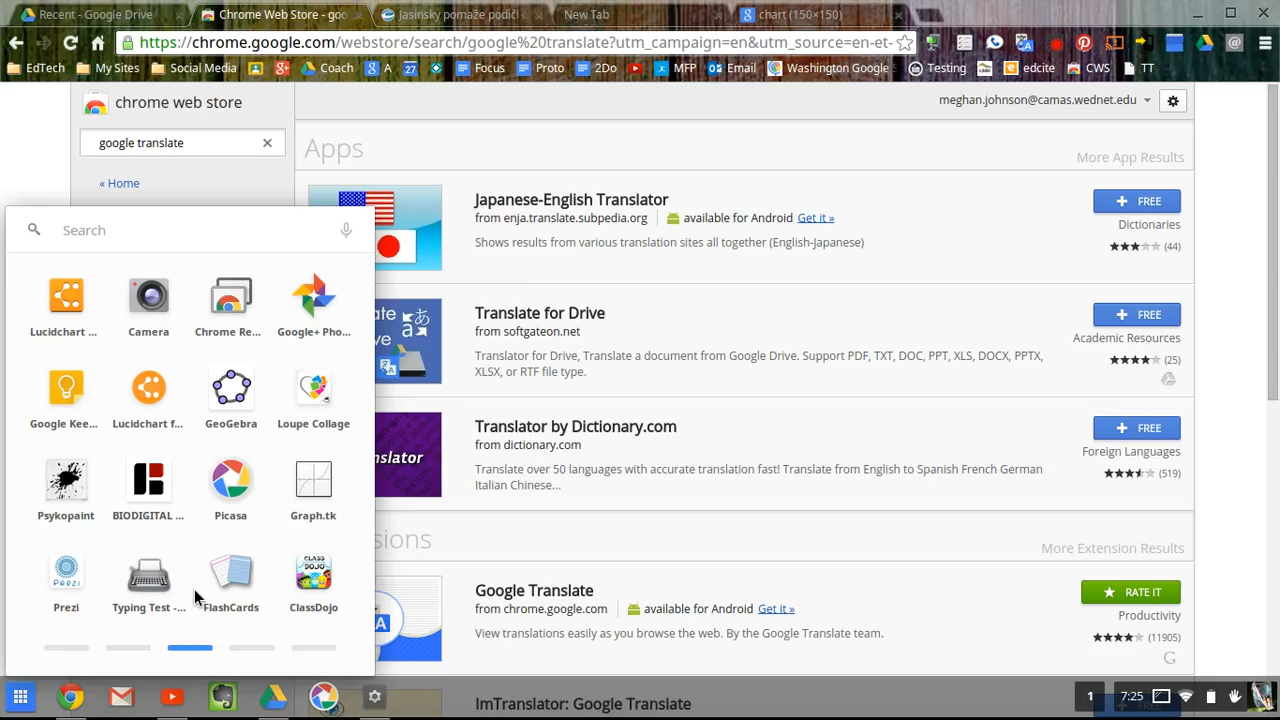 Recent - Google Drive
Chrome Web Store - goo
Jasinsky pomaže podići
New Tab
chart (150×150)
https://chrome.google.com/webstore/search/google%20translate?utm_campaign=en&utm_source=en-et-
EdTech My Sites Social Media Coach A 27 Focus Proto 2Do MFP Email Washington Google S Testing edcite CWS TT
chrome web store
meghan.johnson@camas.wednet.edu
google translate
« Home
Apps
More App Results
Japanese-English Translator
from enja.translate.subpedia.org available for Android Get it »
Shows results from various translation sites all together (English-Japanese)
FREE
Dictionaries
(44)
Translate for Drive
from softgateon.net
Translator for Drive, Translate a document from Google Drive. Support PDF, TXT, DOC, PPT, XLS, DOCX, PPTX,
XLSX, or RTF file type.
FREE
Academic Resources
(25)
Translator by Dictionary.com
from dictionary.com
Translate over 50 languages with accurate translation fast! Translate from English to Spanish French German
Italian Chinese...
FREE
Foreign Languages
(519)
More Extension Results
Google Translate
from chrome.google.com available for Android Get it »
View translations easily as you browse the web. By the Google Translate team.
RATE IT
Productivity
(11905)
ImTranslator: Google Translate
Search
Lucidchart ... Camera Chrome Re... Google+ Pho...
Google Kee... Lucidchart f... GeoGebra Loupe Collage
Psykopaint BIODIGITAL ... Picasa Graph.tk
Prezi Typing Test -... FlashCards ClassDojo
1 7:25